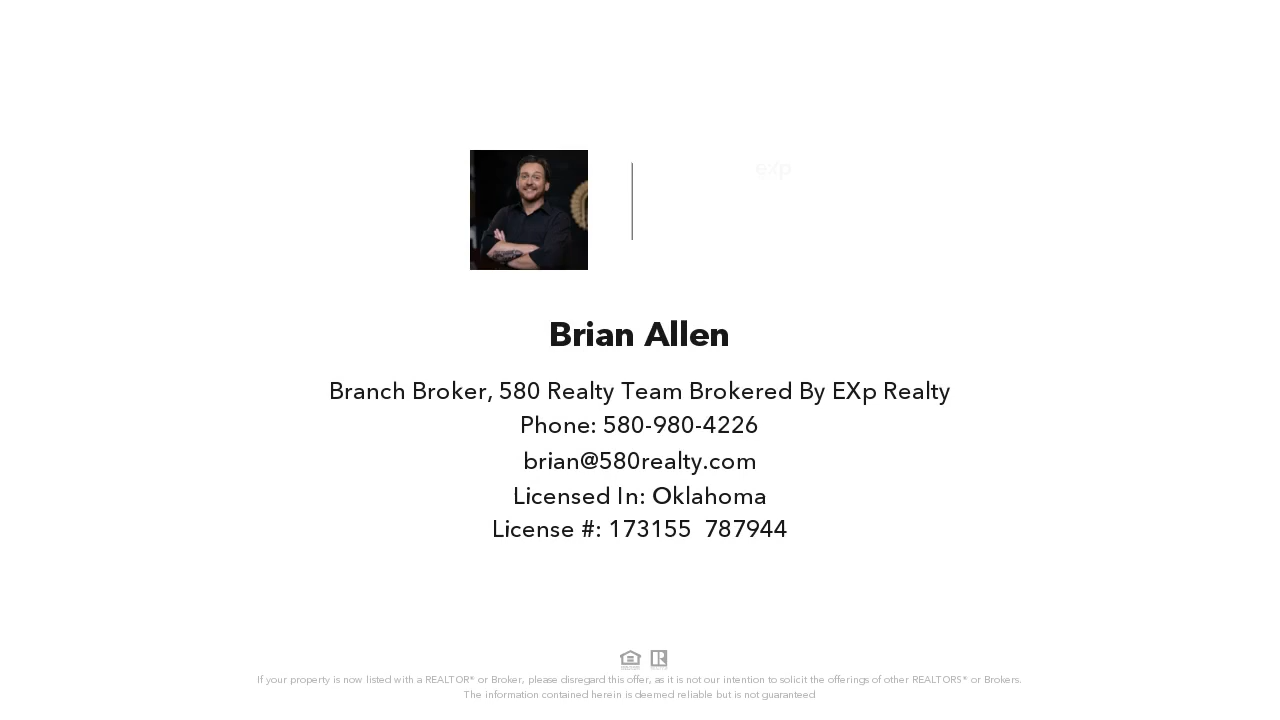 eXp
Brian Allen
Branch Broker, 580 Realty Team Brokered By EXp Realty
Phone: 580-980-4226
brian@580realty.com
Licensed In: Oklahoma
License #: 173155  787944
If your property is now listed with a REALTOR® or Broker, please disregard this offer, as it is not our intention to solicit the offerings of other REALTORS® or Brokers.
The information contained herein is deemed reliable but is not guaranteed